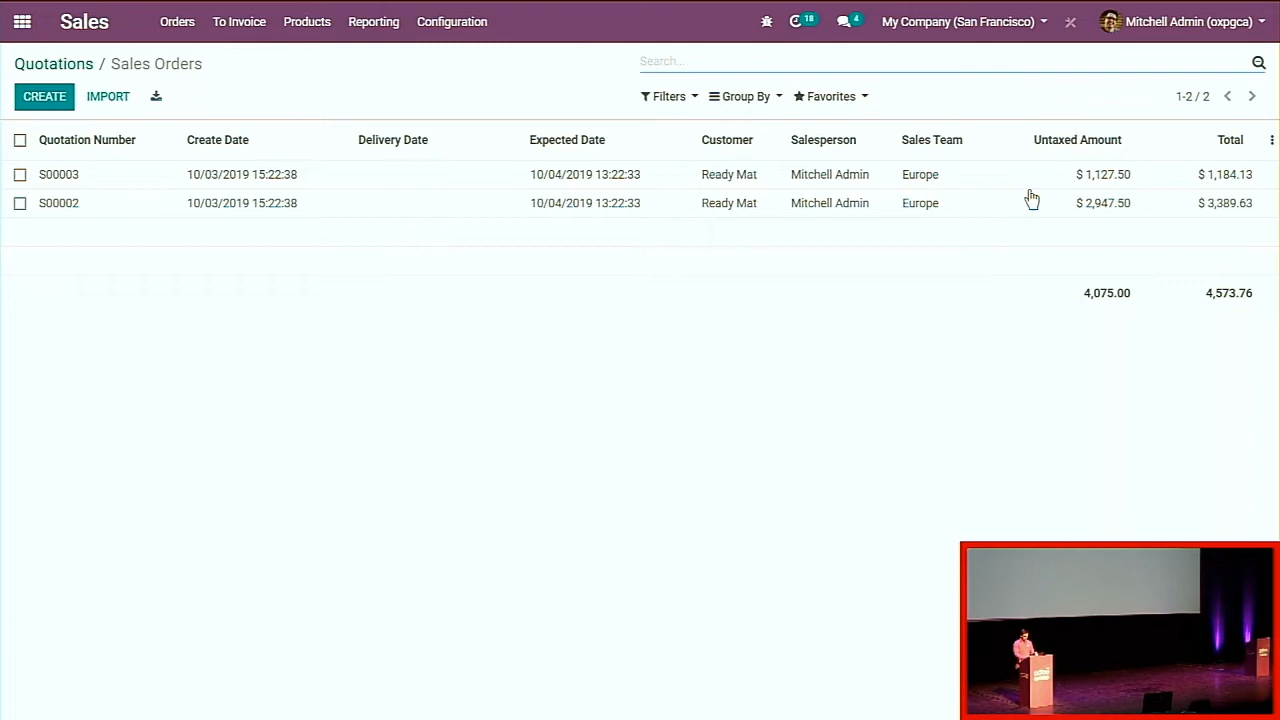 Sales Orders To Invoice Products Reporting Configuration 18 4 My Company (San Francisco) Mitchell Admin (oxpgca)
Quotations / Sales Orders Search...
CREATE IMPORT Filters Group By Favorites 1-2 / 2
Quotation Number Create Date Delivery Date Expected Date Customer Salesperson Sales Team Untaxed Amount Total
S00003 10/03/2019 15:22:38 10/04/2019 13:22:33 Ready Mat Mitchell Admin Europe $ 1,127.50 $ 1,184.13
S00002 10/03/2019 15:22:38 10/04/2019 13:22:33 Ready Mat Mitchell Admin Europe $ 2,947.50 $ 3,389.63
4,075.00 4,573.76